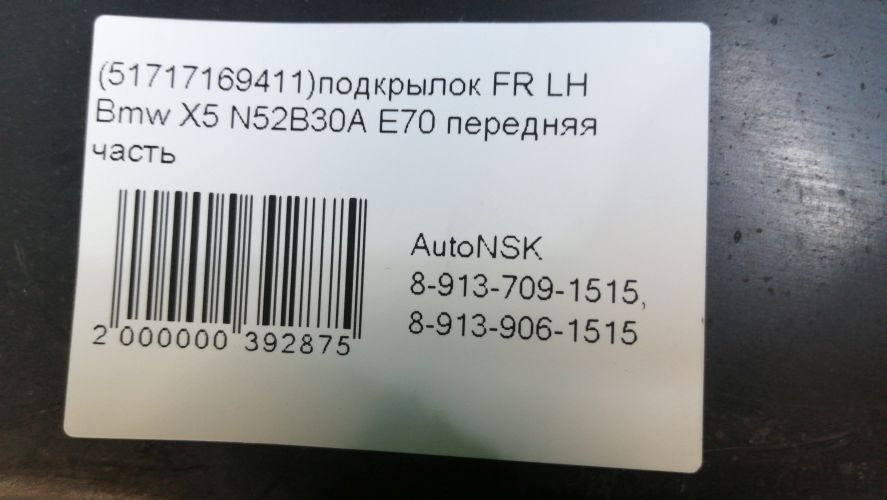 (51717169411)подкрылок FR LH
Bmw X5 N52B30A E70 передняя
часть
AutoNSK
8-913-709-1515,
8-913-906-1515
2 000000 392875